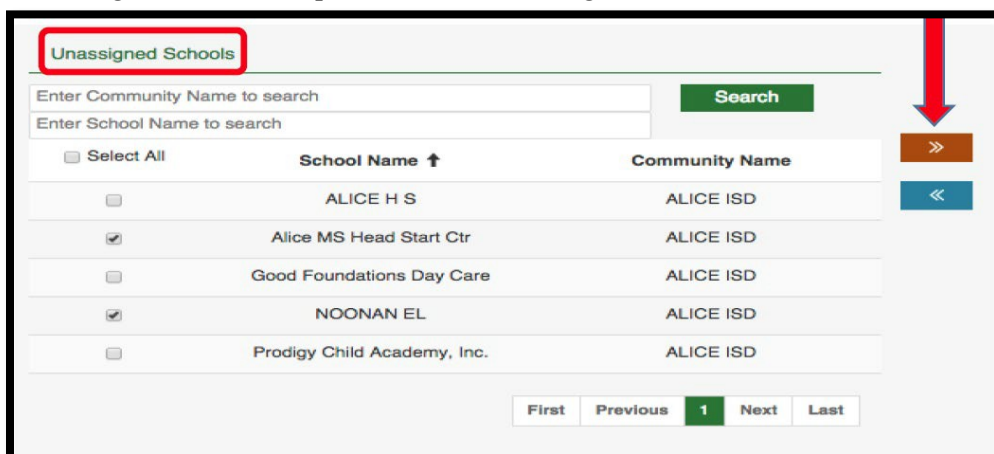 Unassigned Schools
Enter Community Name to search
Search
Enter School Name to search
Select All School Name ↑ Community Name
ALICE H S ALICE ISD
Alice MS Head Start Ctr ALICE ISD
Good Foundations Day Care ALICE ISD
NOONAN EL ALICE ISD
Prodigy Child Academy, Inc. ALICE ISD
First Previous 1 Next Last